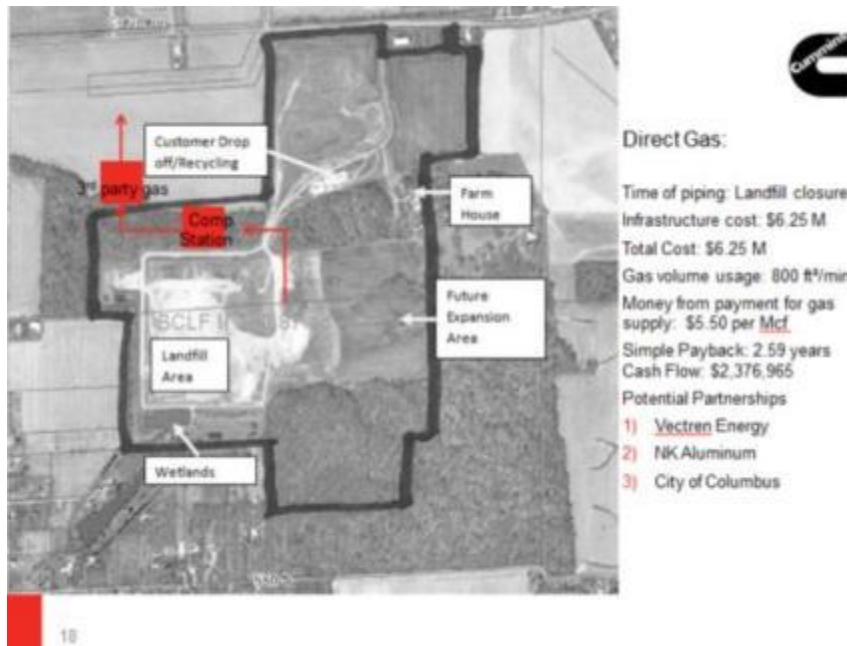 Cummins
Customer Drop
off/Recycling
3rd party gas
Comp
Station
Farm
House
Future
Expansion
Area
Landfill
Area
Wetlands
Direct Gas:
Time of piping: Landfill closure
Infrastructure cost: $6.25 M
Total Cost: $6.25 M
Gas volume usage: 800 ft³/min
Money from payment for gas
supply: $5.50 per Mcf
Simple Payback: 2.59 years
Cash Flow: $2,376,965
Potential Partnerships
1) Vectren Energy
2) NK Aluminum
3) City of Columbus
18